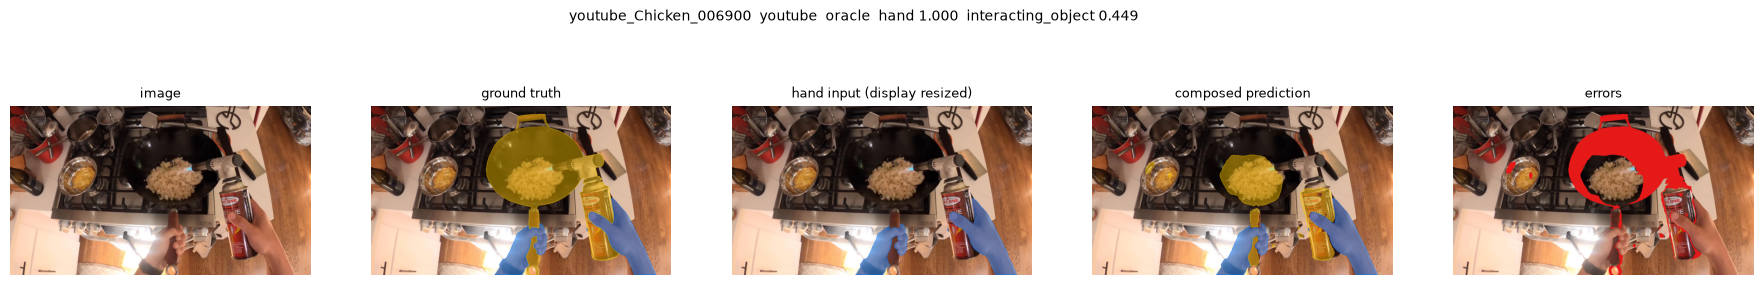 youtube_Chicken_006900  youtube  oracle  hand 1.000  interacting_object 0.449
image
ground truth
hand input (display resized)
composed prediction
errors